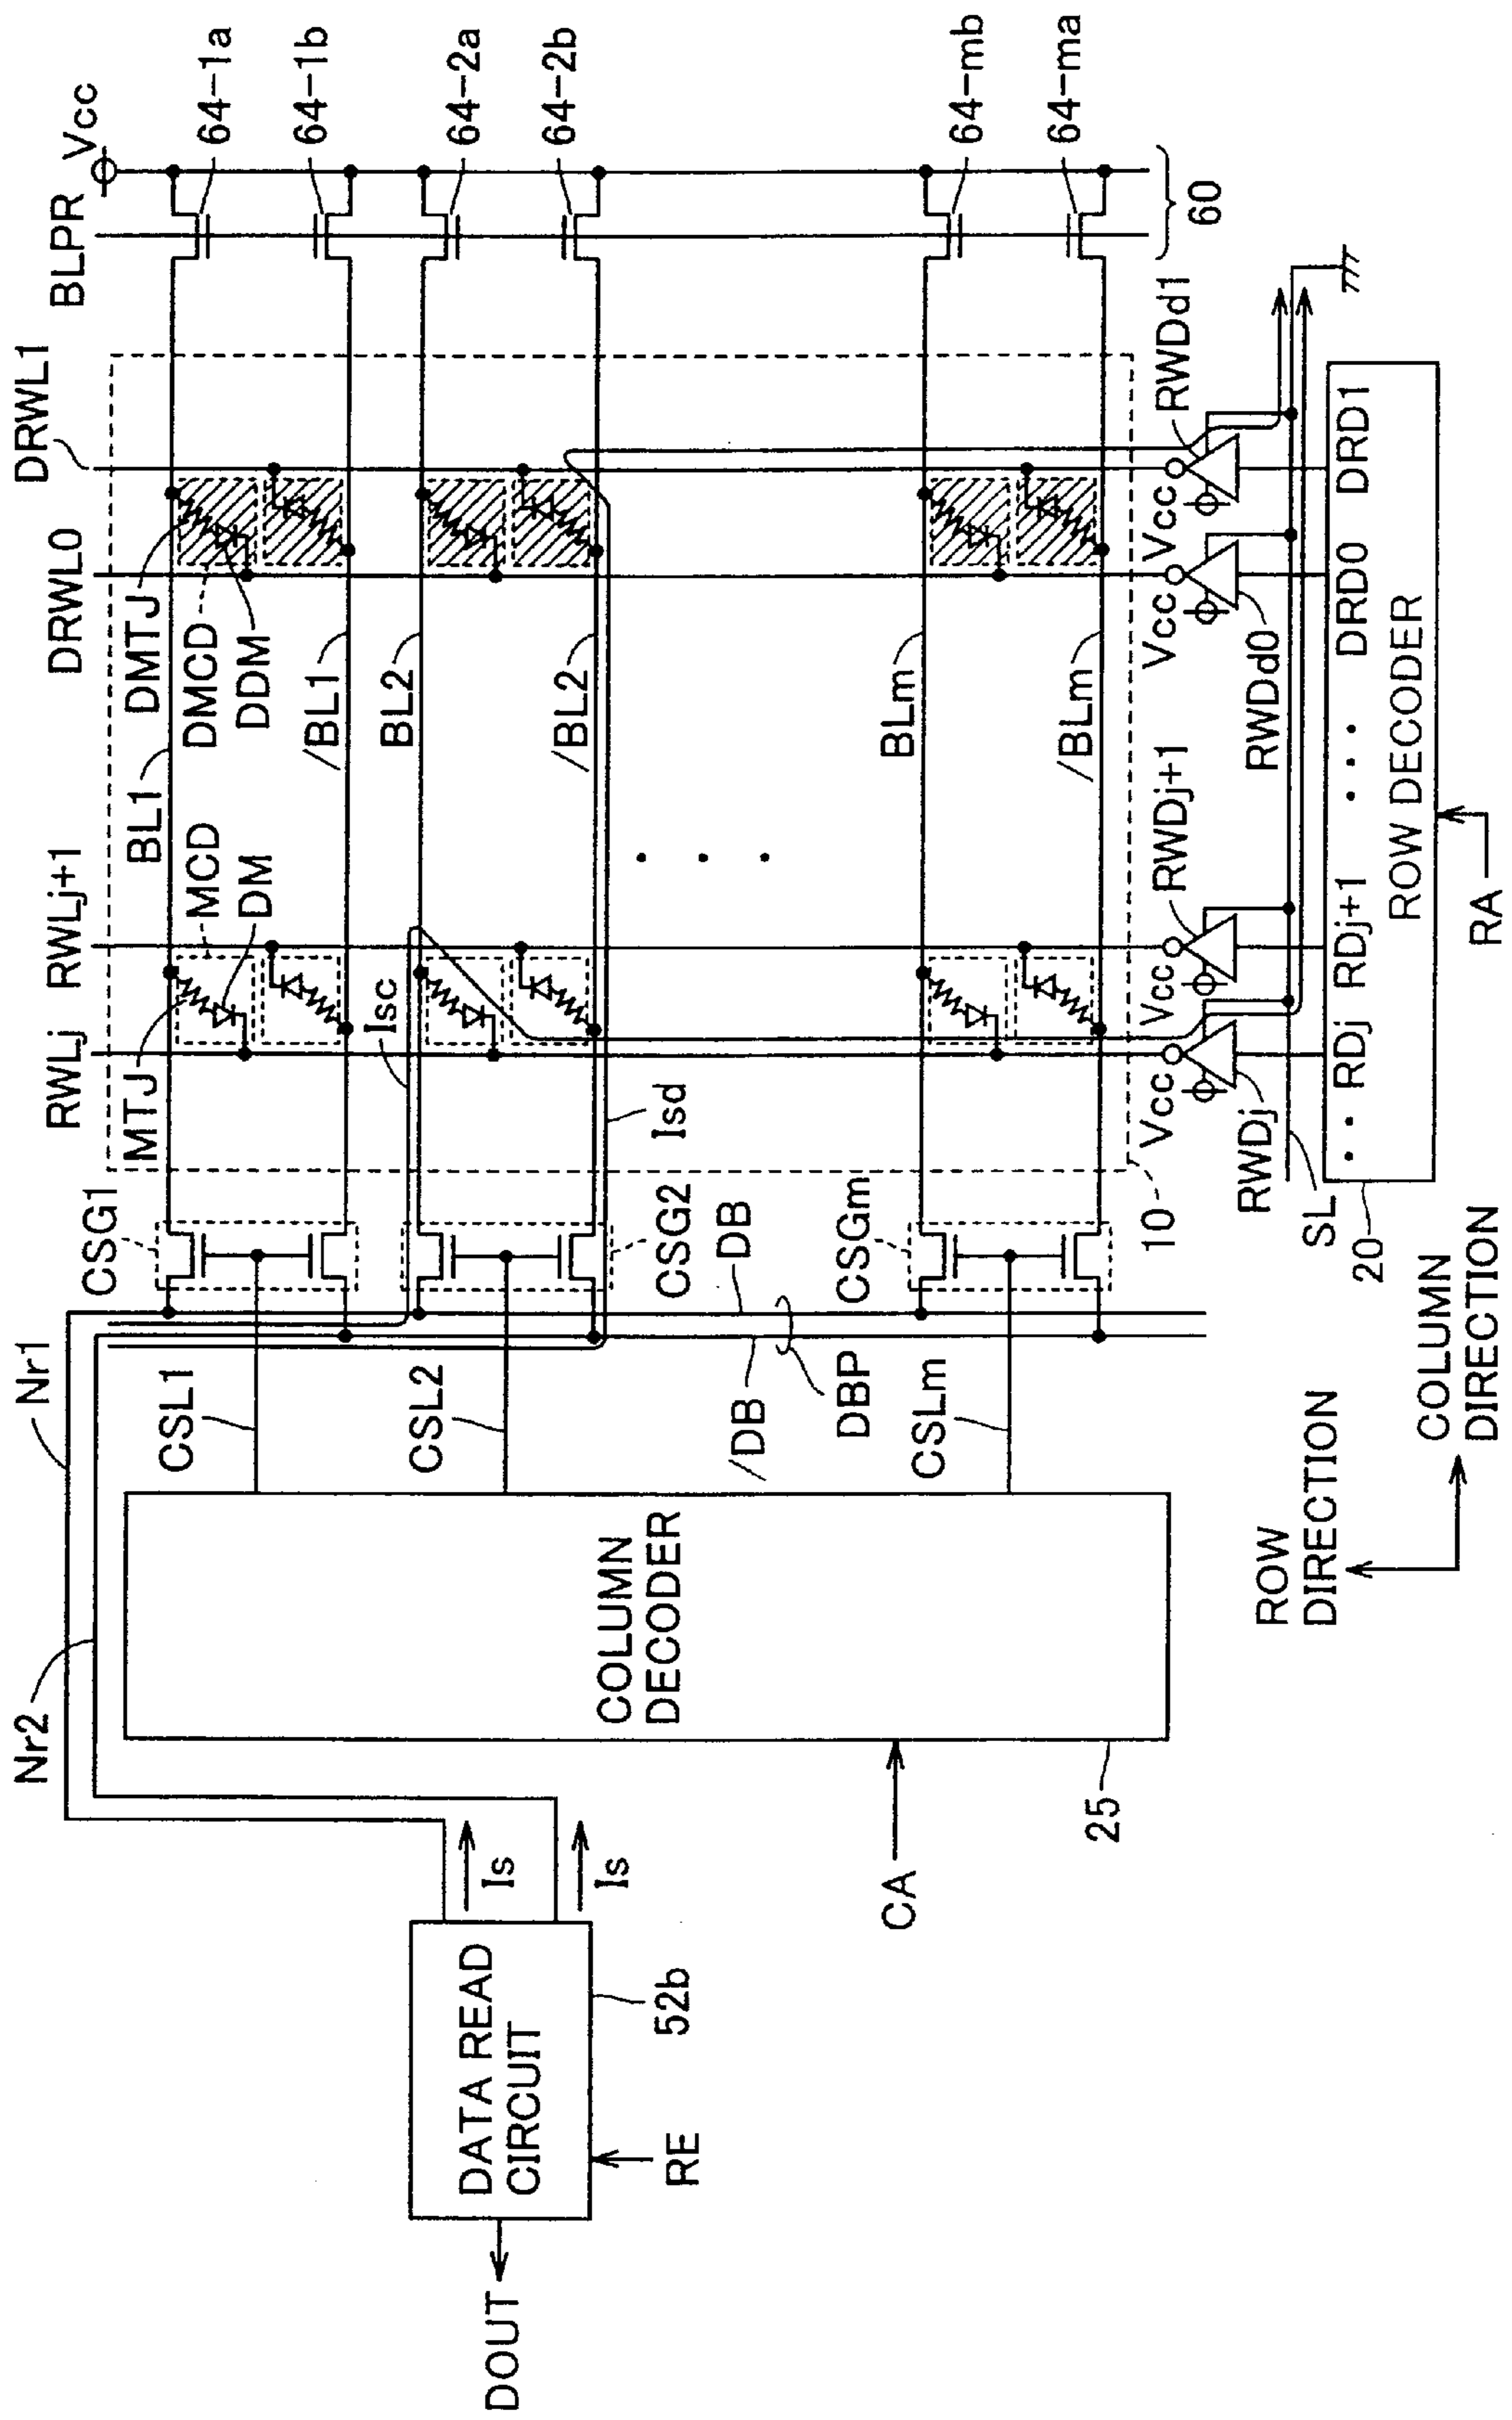 Vcc
BLPR
DRWL1
DRWL0
RWLj+1
RWLj
64-1a
64-1b
64-2a
64-2b
64-mb
64-ma
60
DMTJ
DMCD
DDM
BL1
/BL1
BL2
/BL2
BLm
/BLm
MCD
DM
MTJ
Isc
Isd
. . .
CSG1
CSG2
CSGm
10
Nr1
Nr2
CSL1
CSL2
CSLm
DB
/DB
DBP
COLUMN
DECODER
25
CA
Is
Is
DATA READ
CIRCUIT
52b
RE
DOUT
RWDd1
Vcc
Vcc
RWDd0
RWDj+1
Vcc
Vcc
RWDj
SL
20
. . RDj RDj+1 . . . DRD0 DRD1
ROW DECODER
RA
ROW
DIRECTION
COLUMN
DIRECTION